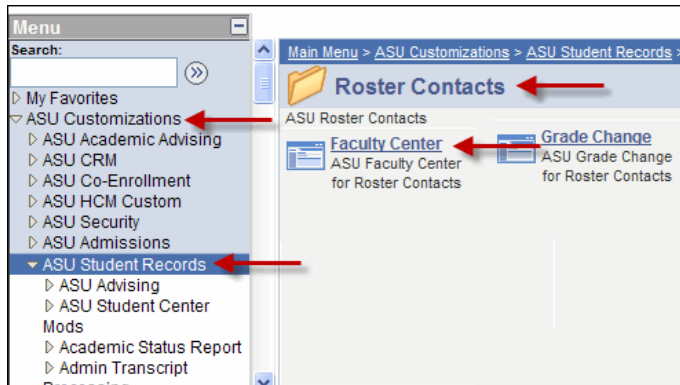 Menu
Search:
My Favorites
ASU Customizations
ASU Academic Advising
ASU CRM
ASU Co-Enrollment
ASU HCM Custom
ASU Security
ASU Admissions
ASU Student Records
ASU Advising
ASU Student Center
Mods
Academic Status Report
Admin Transcript
Main Menu > ASU Customizations > ASU Student Records >
Roster Contacts
ASU Roster Contacts
Faculty Center
ASU Faculty Center
for Roster Contacts
Grade Change
ASU Grade Change
for Roster Contacts